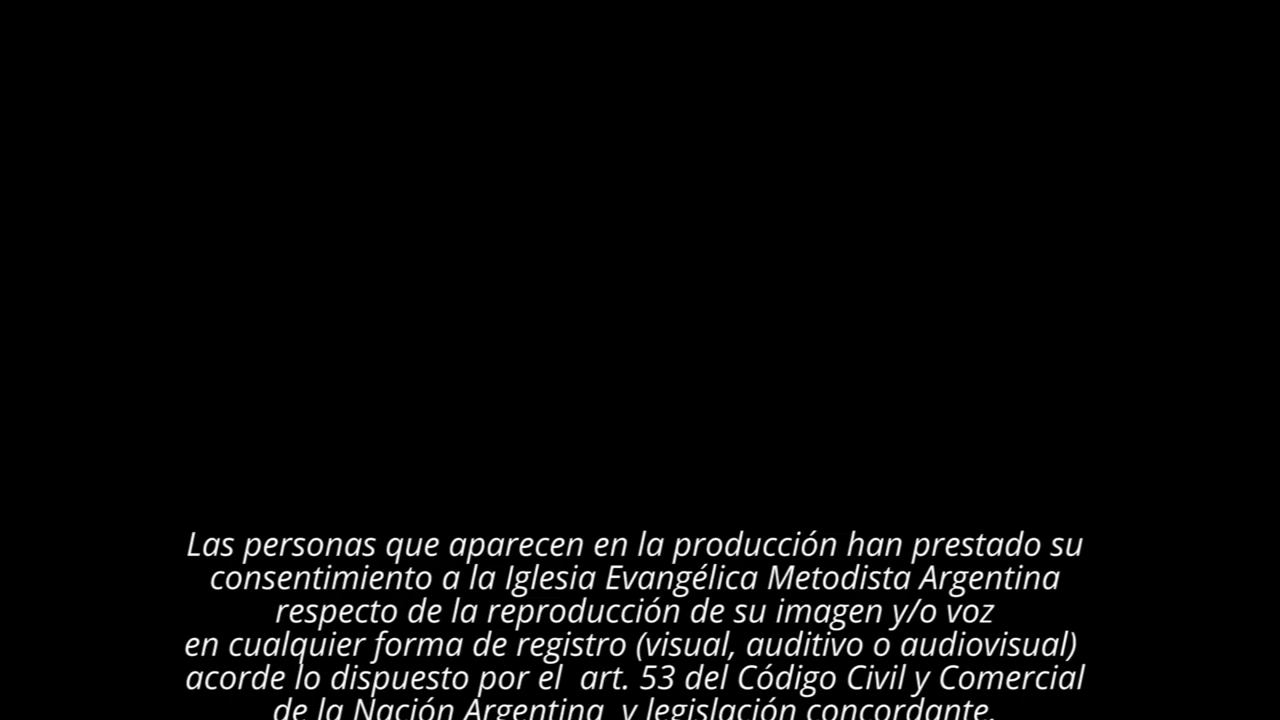 Las personas que aparecen en la producción han prestado su
consentimiento a la Iglesia Evangélica Metodista Argentina
respecto de la reproducción de su imagen y/o voz
en cualquier forma de registro (visual, auditivo o audiovisual)
acorde lo dispuesto por el  art. 53 del Código Civil y Comercial
de la Nación Argentina  y legislación concordante.